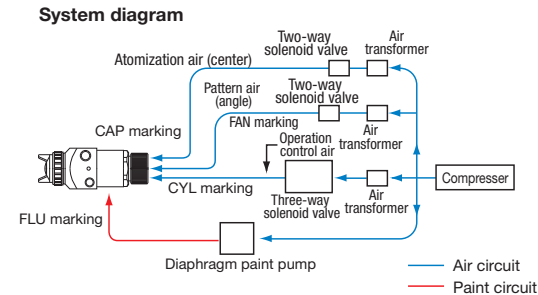 System diagram
Two-way
solenoid valve
Air
transformer
Atomization air (center)
Pattern air
(angle)
Two-way
solenoid valve
FAN marking
Air
transformer
CAP marking
Operation
control air
Compresser
CYL marking
Three-way
solenoid valve
Air
transformer
FLU marking
Diaphragm paint pump
Air circuit
Paint circuit